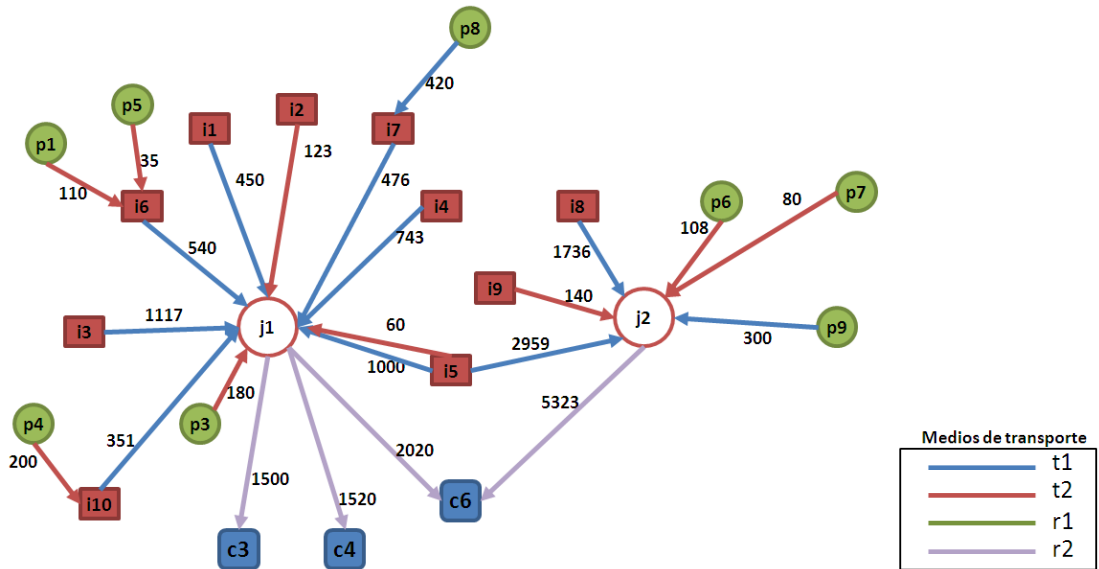 p8
p5
i2
420
i1
i7
p1
123
35
110
i6
450
476
i4
i8
p6
80
p7
743
108
540
1736
i9
140
i3
1117
j1
60
j2
p9
2959
300
1000
i5
180
p4
p3
351
5323
200
2020
1500
1520
i10
c6
c3
c4
Medios de transporte
t1
t2
r1
r2